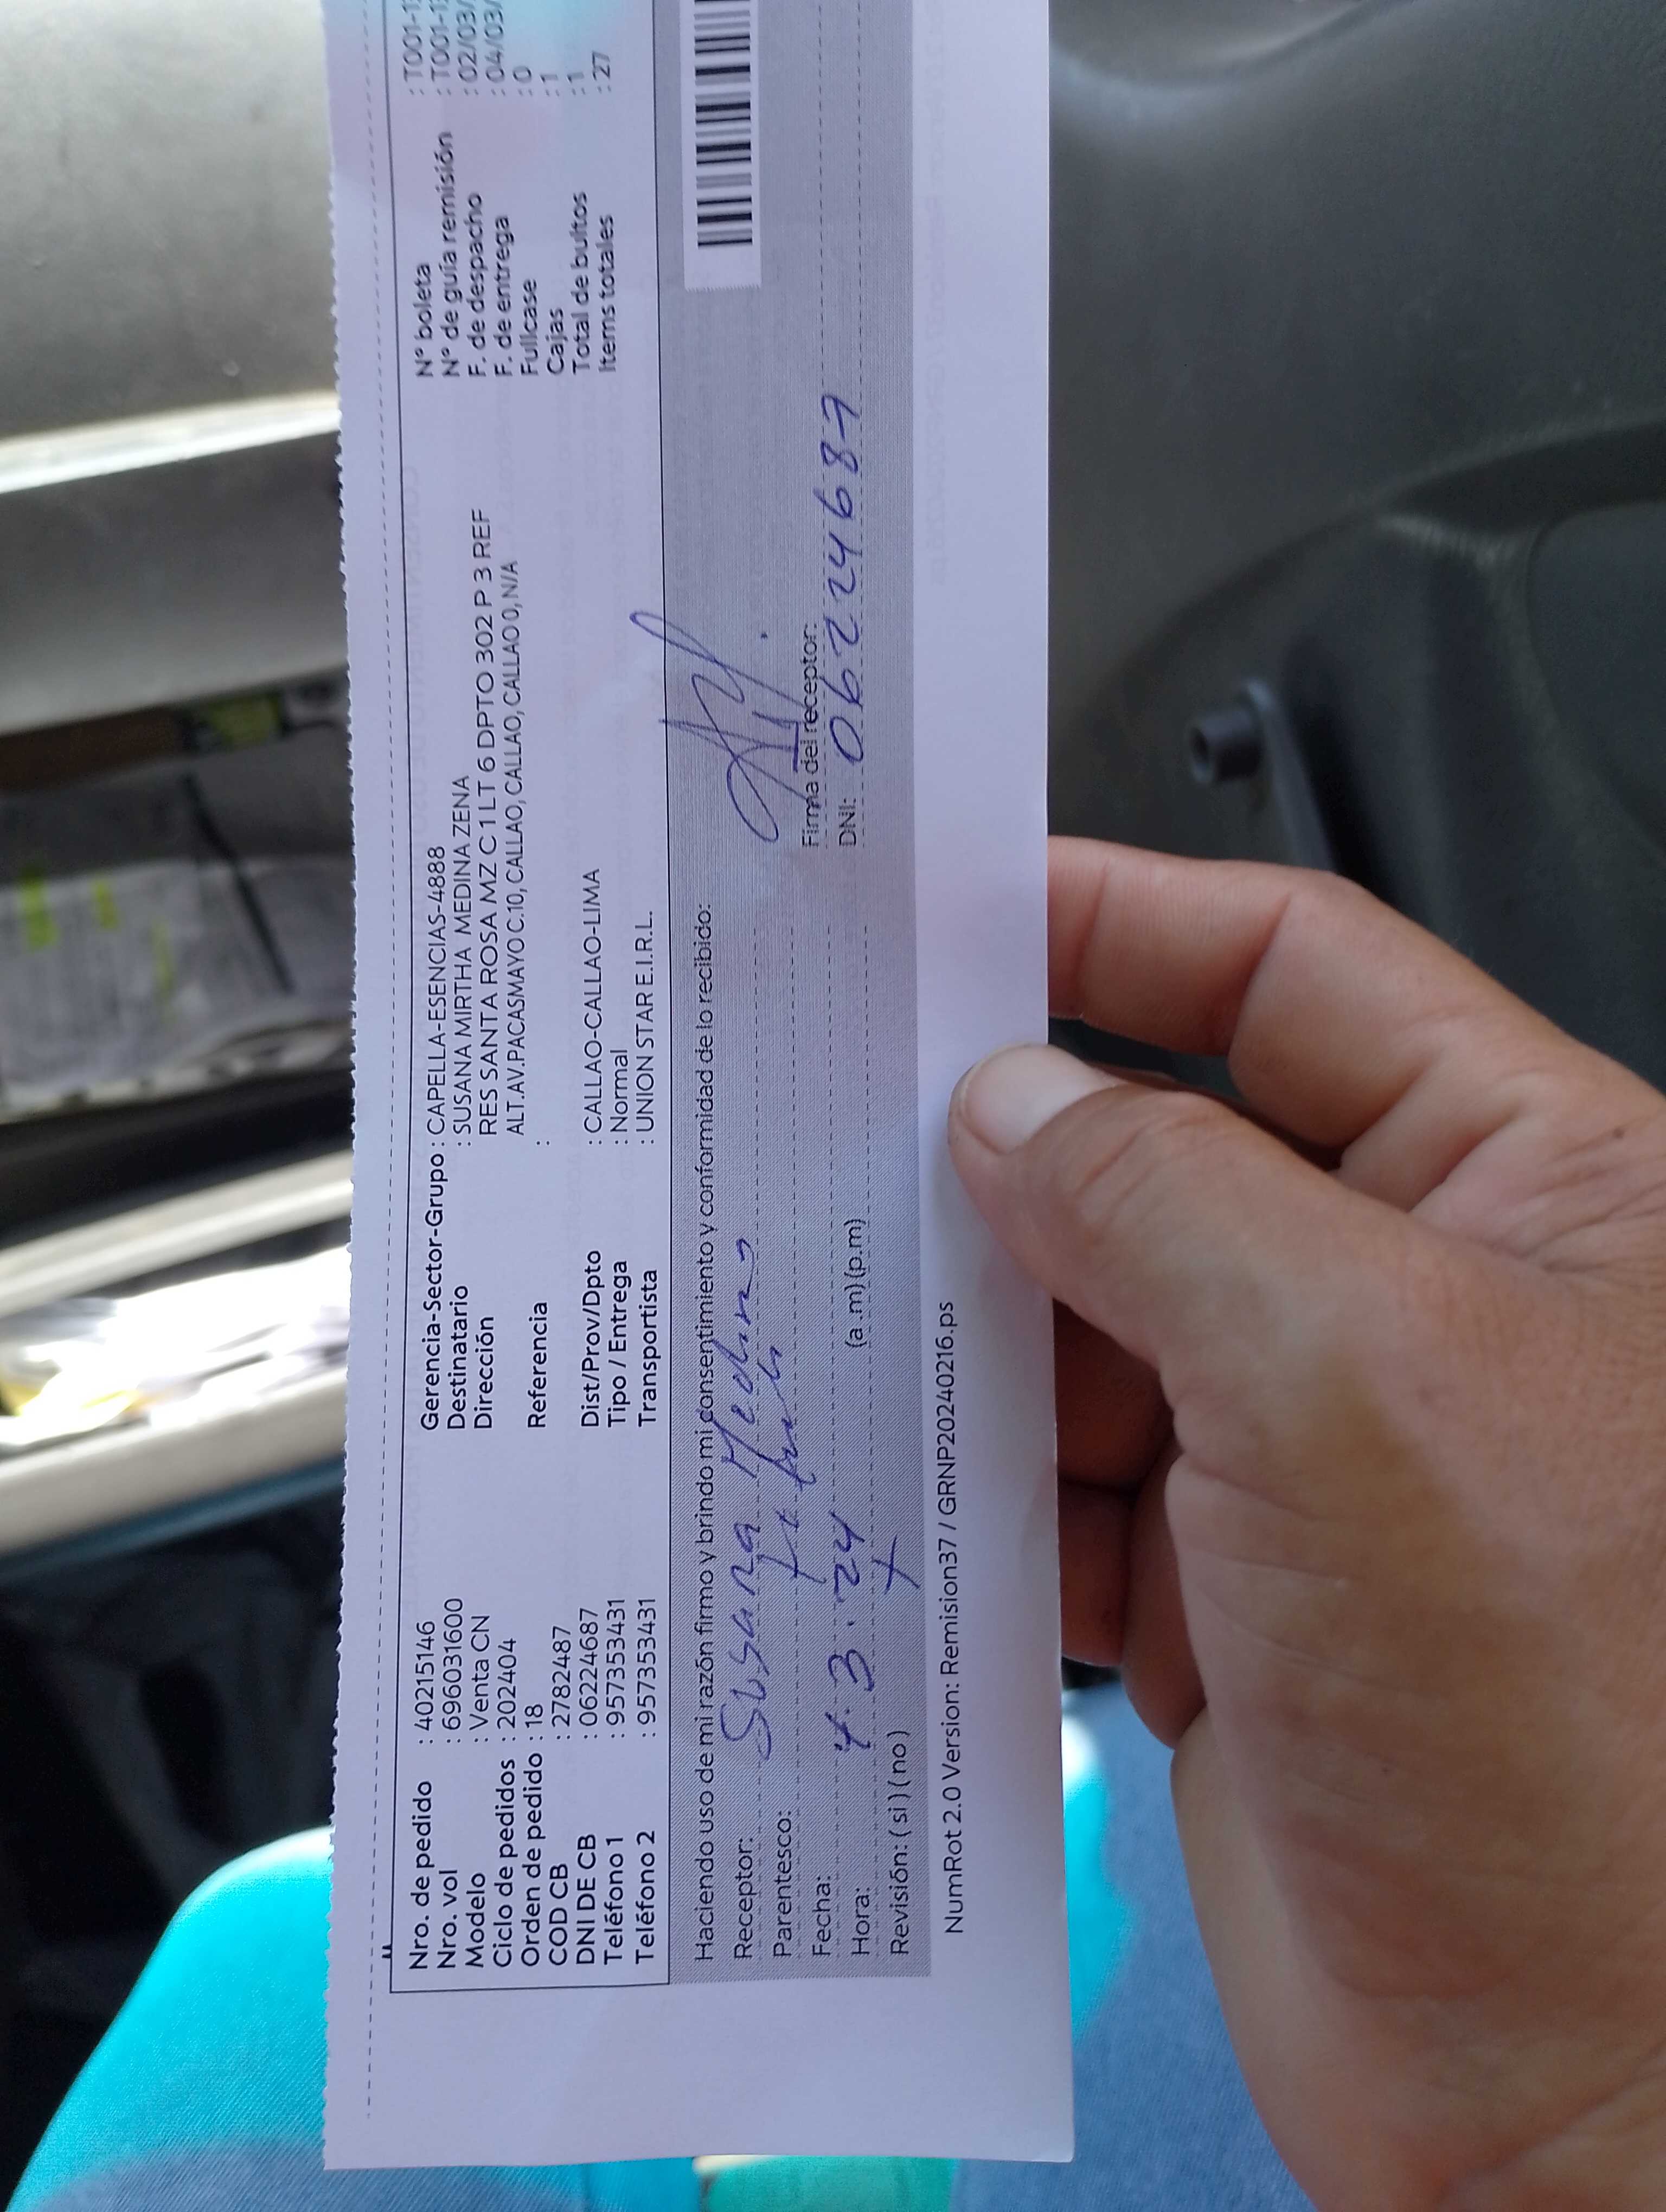 Nro. de pedido : 40215146
Nro. vol : 696031600
Modelo : Venta CN
Ciclo de pedidos : 202404
Orden de pedido : 18
COD CB : 2782487
DNI DE CB : 06224687
Teléfono 1 : 957353431
Teléfono 2 : 957353431
Gerencia-Sector-Grupo : CAPELLA-ESENCIAS-4888
Destinatario : SUSANA MIRTHA MEDINA ZENA
Dirección RES SANTA ROSA MZ C 1 LT 6 DPTO 302 P 3 REF
ALT.AV.PACASMAYO C.10, CALLAO, CALLAO, CALLAO 0, N/A
Referencia :
Dist/Prov/Dpto : CALLAO-CALLAO-LIMA
Tipo / Entrega : Normal
Transportista : UNION STAR E.I.R.L.
N° boleta : T001-1
N° de guía remisión : T001-1
F. de despacho : 02/03/
F. de entrega : 04/03/
Fullcase : 0
Cajas : 1
Total de bultos : 1
Items totales : 27
Haciendo uso de mi razón firmo y brindo mi consentimiento y conformidad de lo recibido:
Receptor: Susana Medina
Parentesco:
Fecha: 4.3.24
Hora: (a.m) (p.m)
Revisión: ( si ) ( no )
Firma del receptor:
DNI: 06224687
NumRot 2.0 Version: Remision37 / GRNP20240216.ps